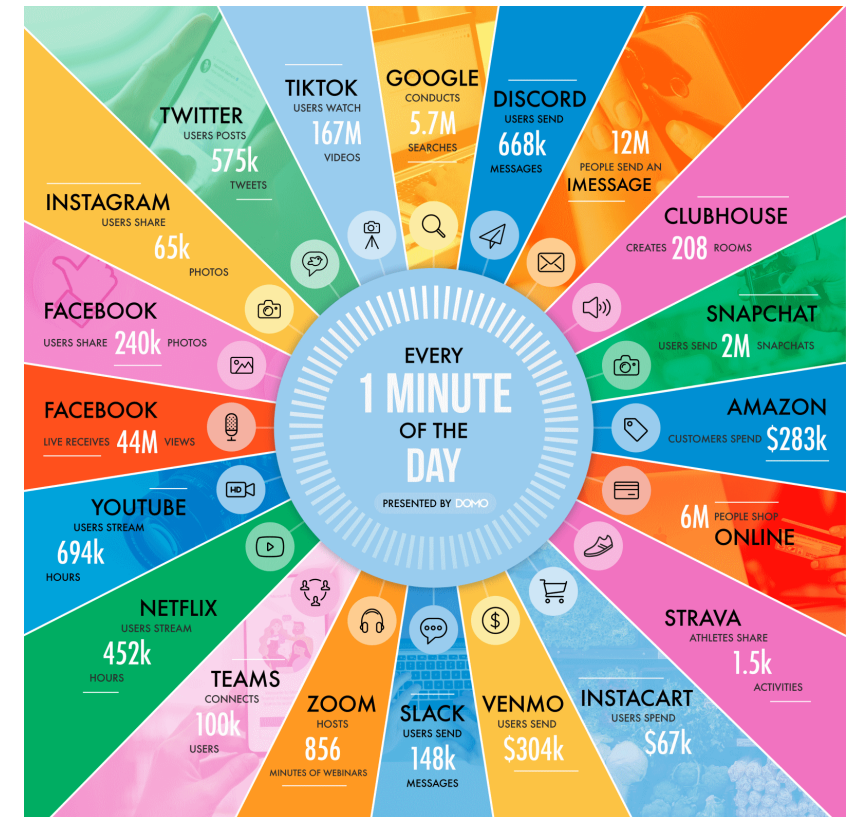 EVERY
1 MINUTE
OF THE
DAY
PRESENTED BY DOMO
GOOGLE
CONDUCTS
5.7M
SEARCHES
DISCORD
USERS SEND
668k
MESSAGES
12M
PEOPLE SEND AN
IMESSAGE
CLUBHOUSE
CREATES 208 ROOMS
SNAPCHAT
USERS SEND 2M SNAPCHATS
AMAZON
CUSTOMERS SPEND $283k
6M PEOPLE SHOP
ONLINE
STRAVA
ATHLETES SHARE
1.5k
ACTIVITIES
INSTACART
USERS SPEND
$67k
VENMO
USERS SEND
$304k
SLACK
USERS SEND
148k
MESSAGES
ZOOM
HOSTS
856
MINUTES OF WEBINARS
TEAMS
CONNECTS
100k
USERS
NETFLIX
USERS STREAM
452k
HOURS
YOUTUBE
USERS STREAM
694k
HOURS
HD
FACEBOOK
LIVE RECEIVES 44M VIEWS
FACEBOOK
USERS SHARE 240k PHOTOS
INSTAGRAM
USERS SHARE
65k
PHOTOS
TWITTER
USERS POSTS
575k
TWEETS
TIKTOK
USERS WATCH
167M
VIDEOS